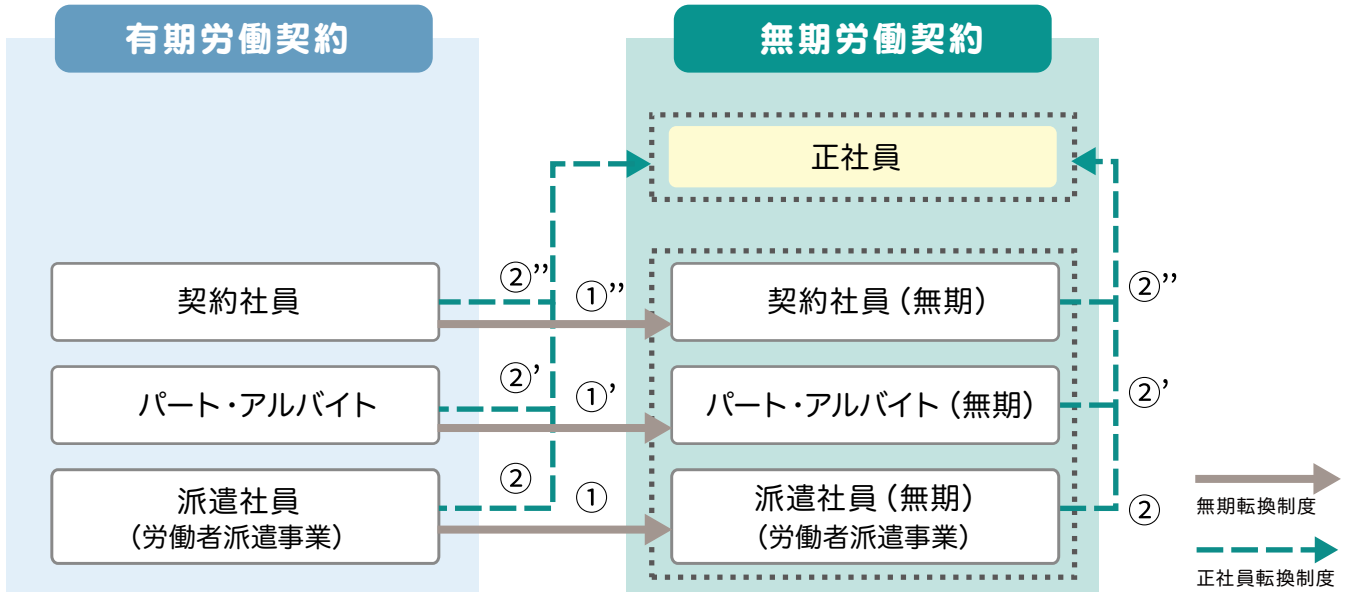 有期労働契約
無期労働契約
正社員
契約社員
②’’
①’’
契約社員（無期）
②’’
パート・アルバイト
②’
①’
パート・アルバイト（無期）
②’
派遣社員
(労働者派遣事業)
②
①
派遣社員（無期）
(労働者派遣事業)
②
無期転換制度
正社員転換制度